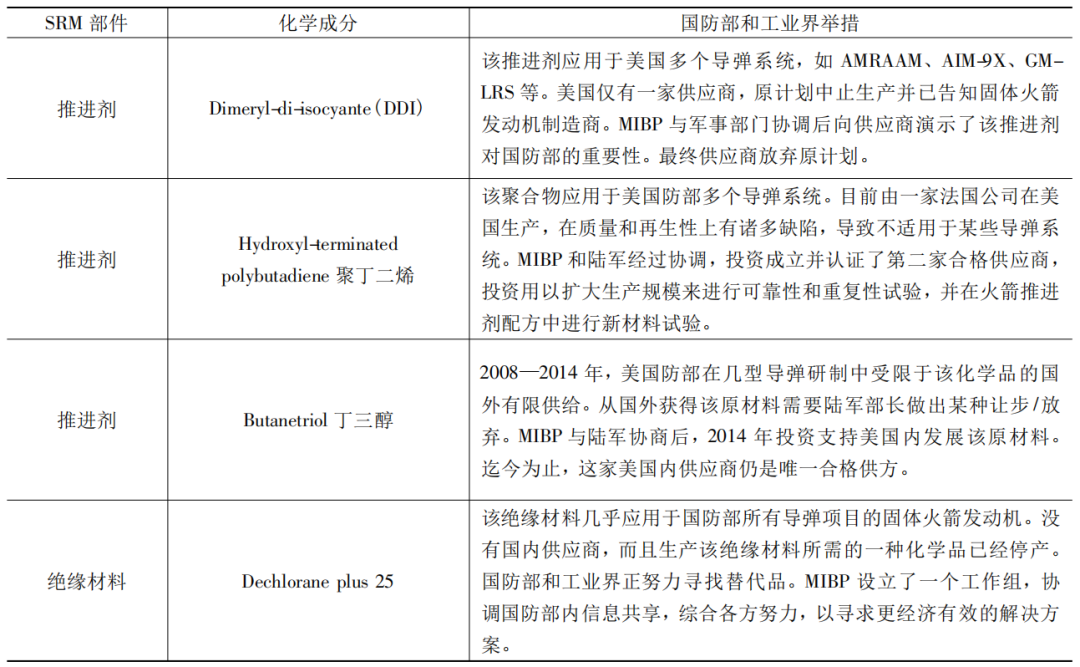 SRM 部件 化学成分 国防部和工业界举措
推进剂
Dimeryl-di-isocyante(DDI)
该推进剂应用于美国多个导弹系统，如 AMRAAM、AIM-9X、GM-
LRS 等。美国仅有一家供应商，原计划中止生产并已告知固体火箭
发动机制造商。MIBP 与军事部门协调后向供应商演示了该推进剂
对国防部的重要性。最终供应商放弃原计划。
推进剂
Hydroxyl-terminated
polybutadiene 聚丁二烯
该聚合物应用于美国防部多个导弹系统。目前由一家法国公司在美
国生产，在质量和再生性上有诸多缺陷，导致不适用于某些导弹系
统。MIBP 和陆军经过协调，投资成立并认证了第二家合格供应商，
投资用以扩大生产规模来进行可靠性和重复性试验，并在火箭推进
剂配方中进行新材料试验。
推进剂
Butanetriol 丁三醇
2008—2014 年，美国防部在几型导弹研制中受限于该化学品的国
外有限供给。从国外获得该原材料需要陆军部长做出某种让步/放
弃。MIBP 与陆军协商后，2014 年投资支持美国内发展该原材料。
迄今为止，这家美国内供应商仍是唯一合格供方。
绝缘材料
Dechlorane plus 25
该绝缘材料几乎应用于国防部所有导弹项目的固体火箭发动机。没
有国内供应商，而且生产该绝缘材料所需的一种化学品已经停产。
国防部和工业界正努力寻找替代品。MIBP 设立了一个工作组，协
调国防部内信息共享，综合各方努力，以寻求更经济有效的解决方
案。